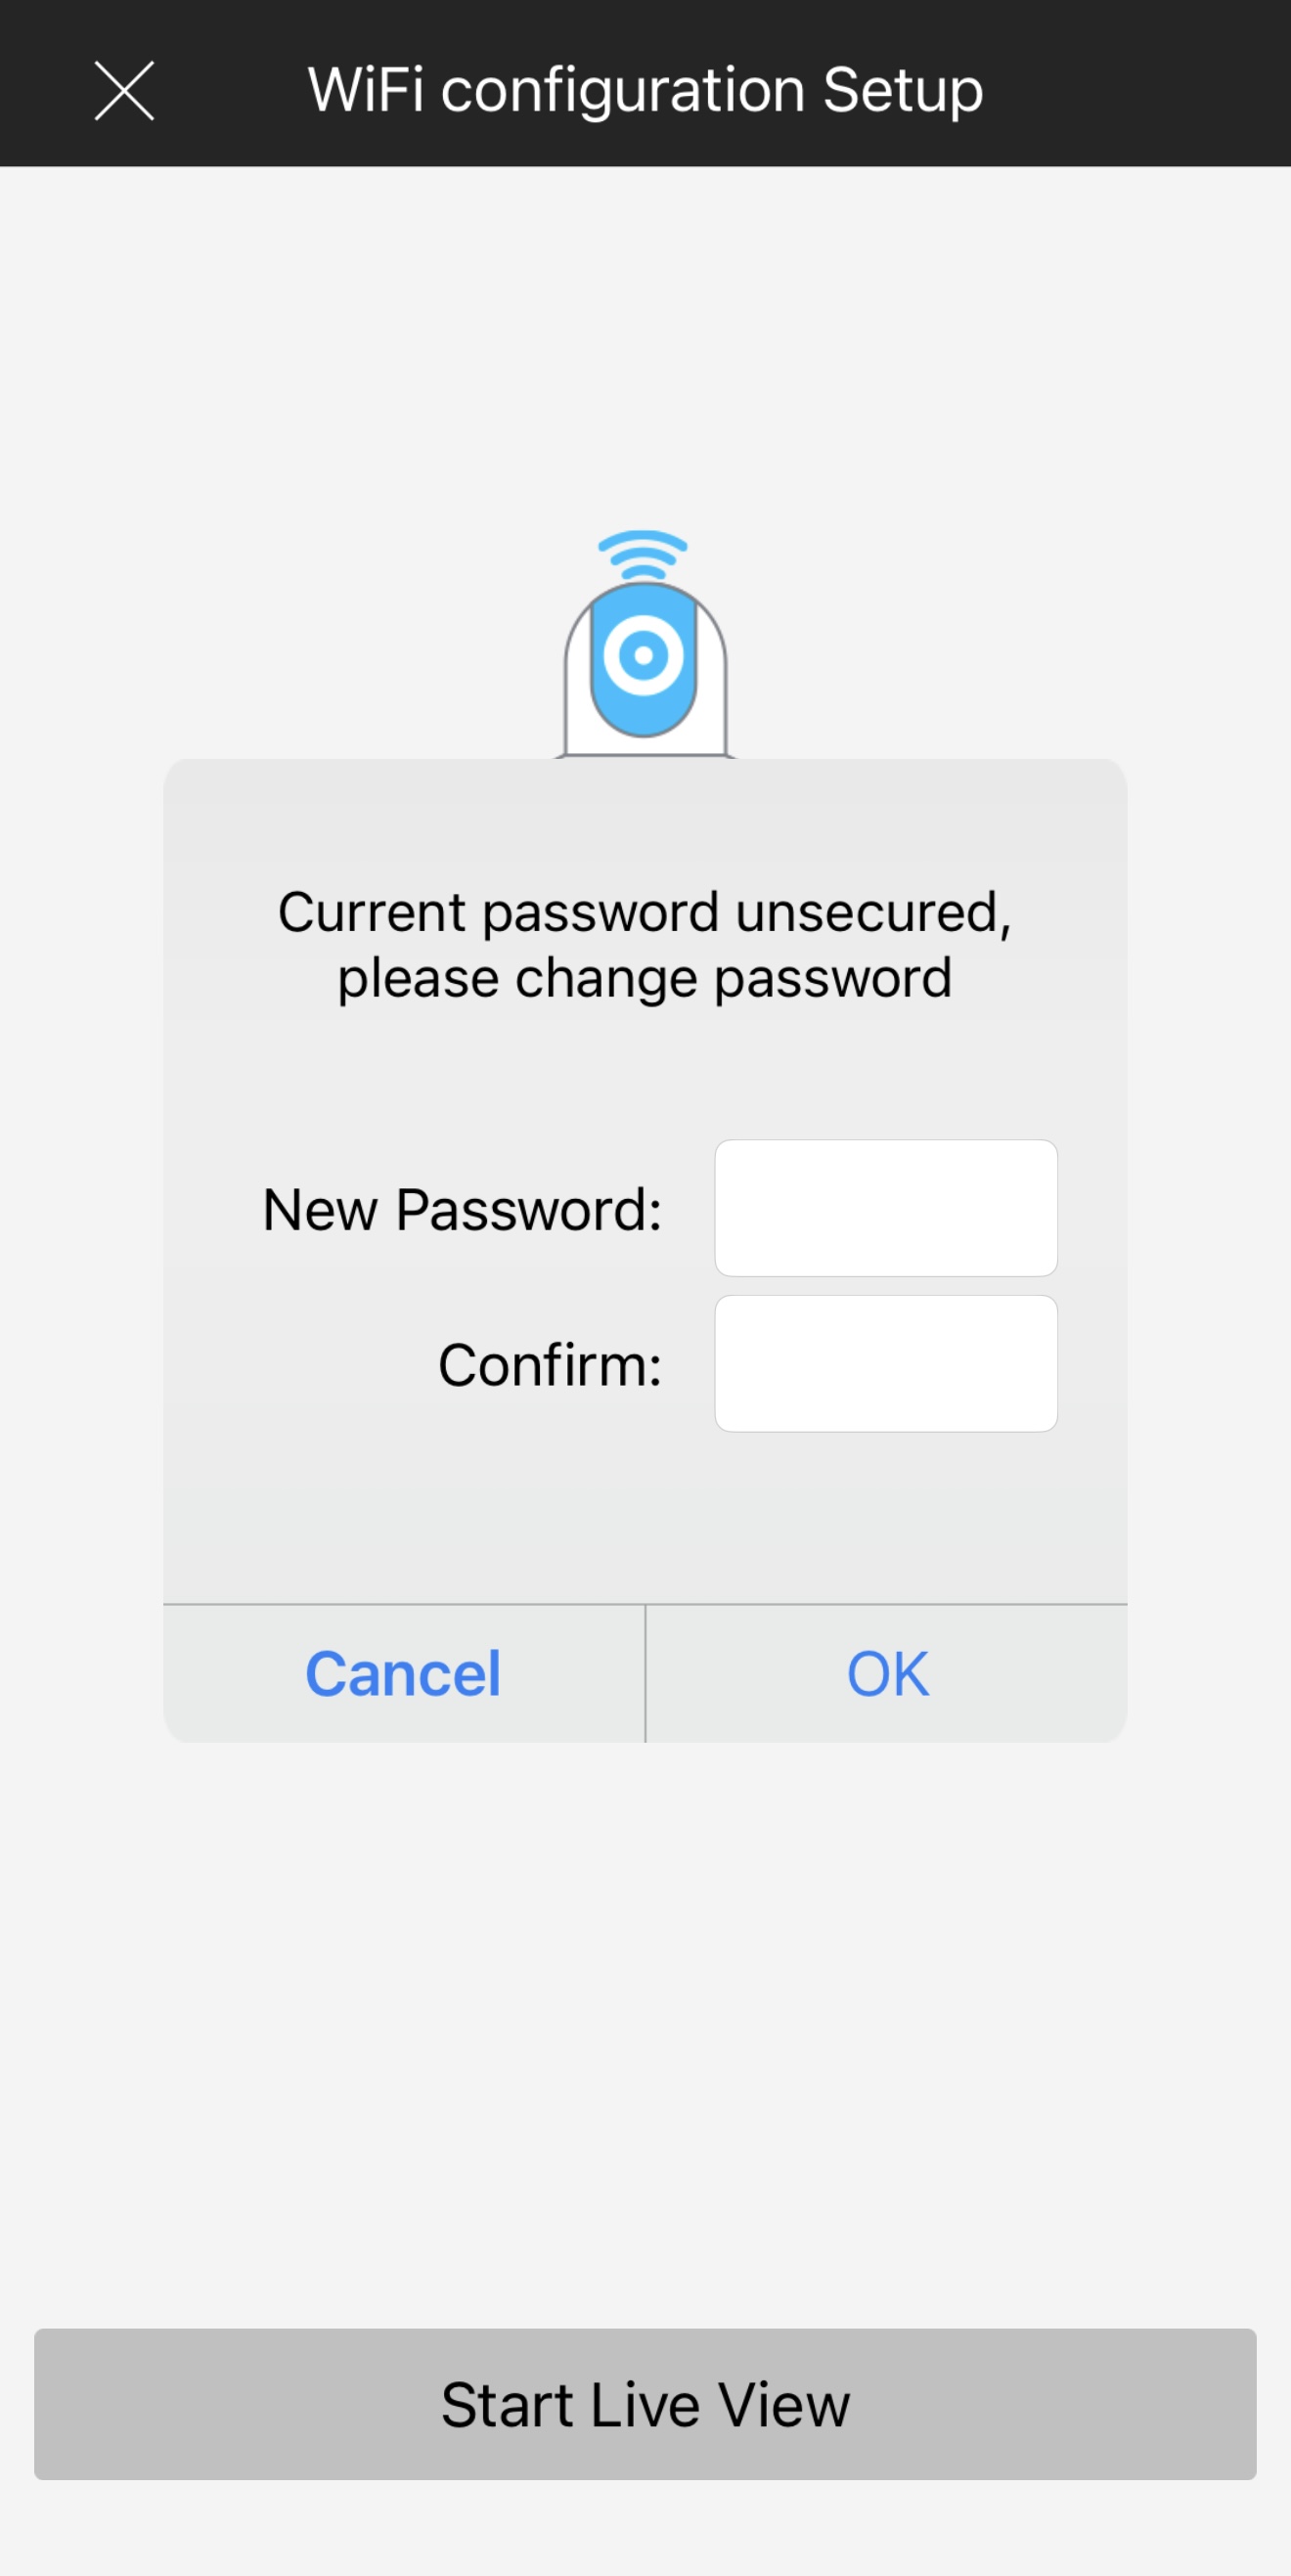 WiFi configuration Setup
Current password unsecured,
please change password
New Password:
Confirm:
Cancel
OK
Start Live View